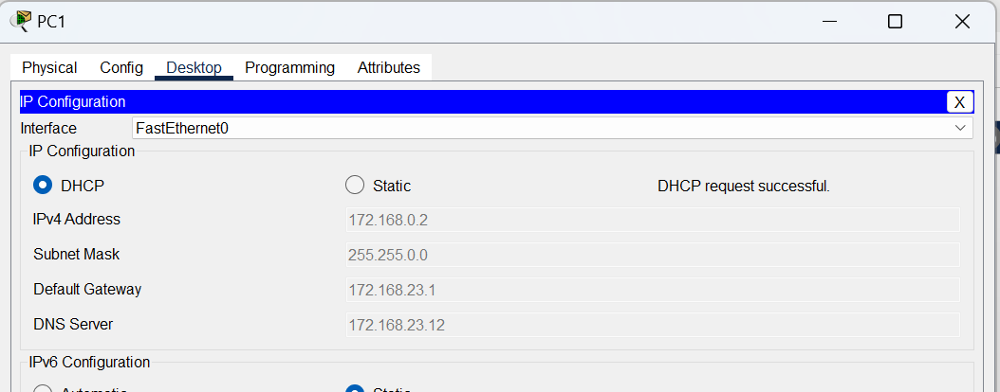 PC1
Physical Config Desktop Programming Attributes
IP Configuration X
Interface FastEthernet0
IP Configuration
DHCP Static DHCP request successful.
IPv4 Address 172.168.0.2
Subnet Mask 255.255.0.0
Default Gateway 172.168.23.1
DNS Server 172.168.23.12
IPv6 Configuration
Automatic Static